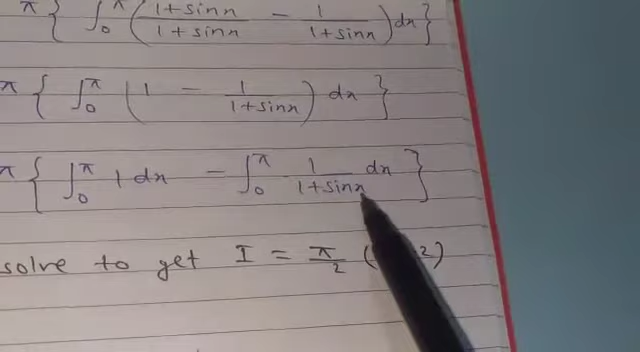 π { ∫₀^π ( (1+sinx)/(1+sinx) − 1/(1+sinx) ) dx }
π { ∫₀^π ( 1 − 1/(1+sinx) ) dx }
π { ∫₀^π 1 dx − ∫₀^π 1/(1+sinx) dx }
solve to get I = π/2 ( 2)